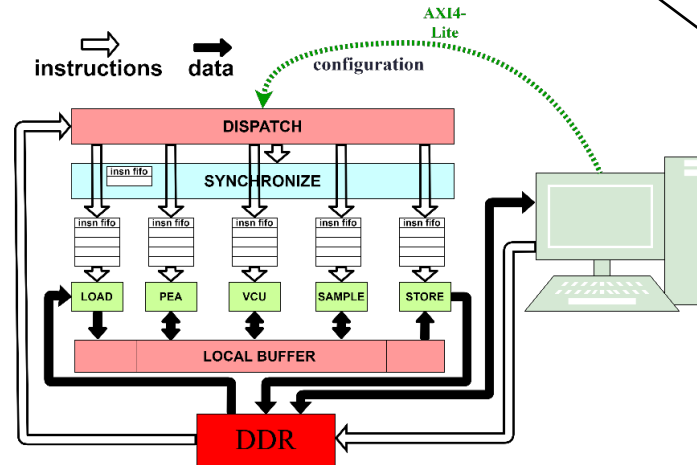 AXI4-
Lite
instructions
data
configuration
DISPATCH
insn fifo
SYNCHRONIZE
insn fifo
insn fifo
insn fifo
insn fifo
insn fifo
LOAD
PEA
VCU
SAMPLE
STORE
LOCAL BUFFER
DDR